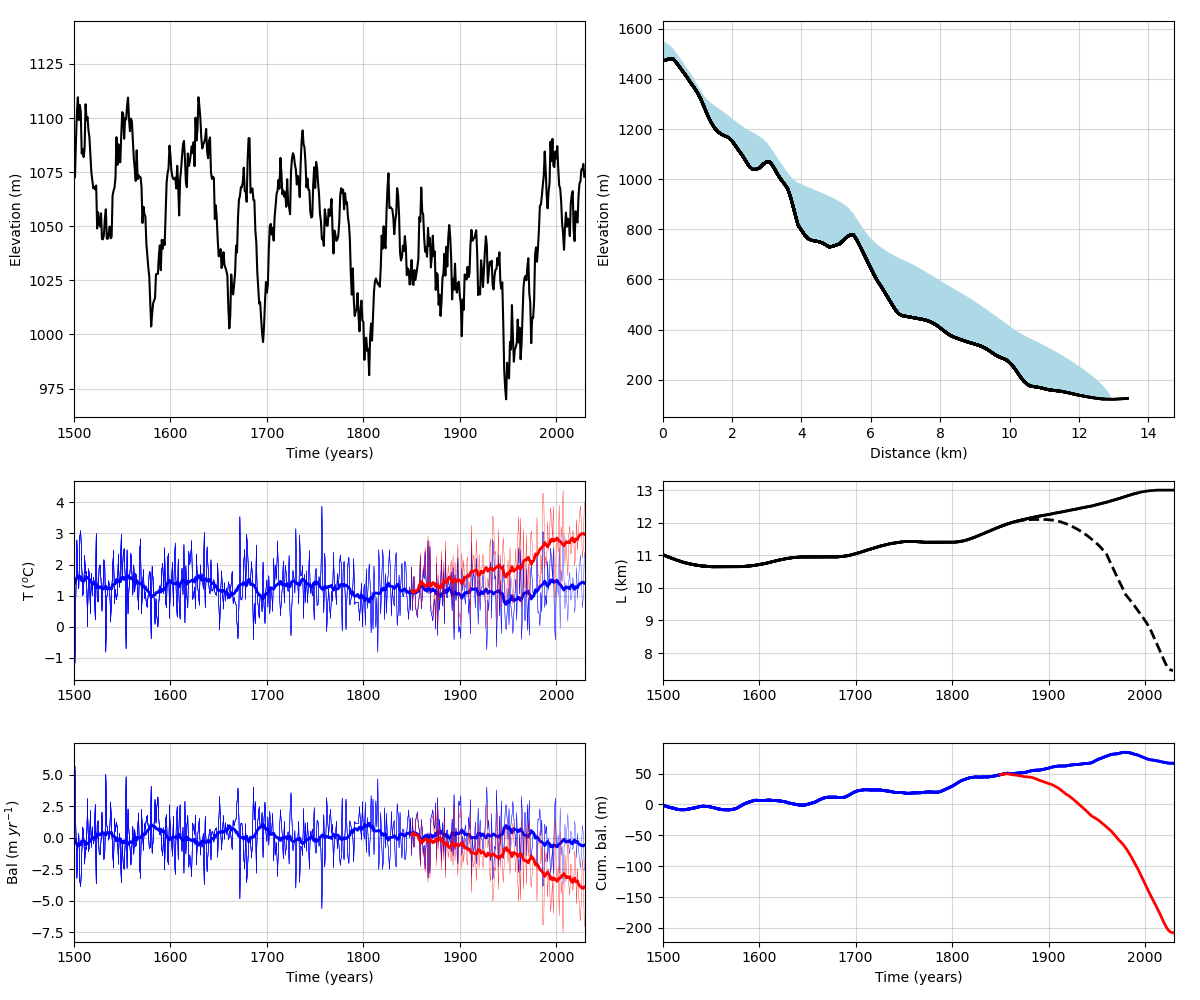 1125
1100
1075
1050
1025
1000
975
Elevation (m)
1500 1600 1700 1800 1900 2000
Time (years)
1600
1400
1200
1000
800
600
400
200
Elevation (m)
0 2 4 6 8 10 12 14
Distance (km)
4
3
2
1
0
−1
T (°C)
1500 1600 1700 1800 1900 2000
13
12
11
10
9
8
L (km)
1500 1600 1700 1800 1900 2000
5.0
2.5
0.0
−2.5
−5.0
−7.5
Bal (m yr⁻¹)
1500 1600 1700 1800 1900 2000
Time (years)
50
0
−50
−100
−150
−200
Cum. bal. (m)
1500 1600 1700 1800 1900 2000
Time (years)